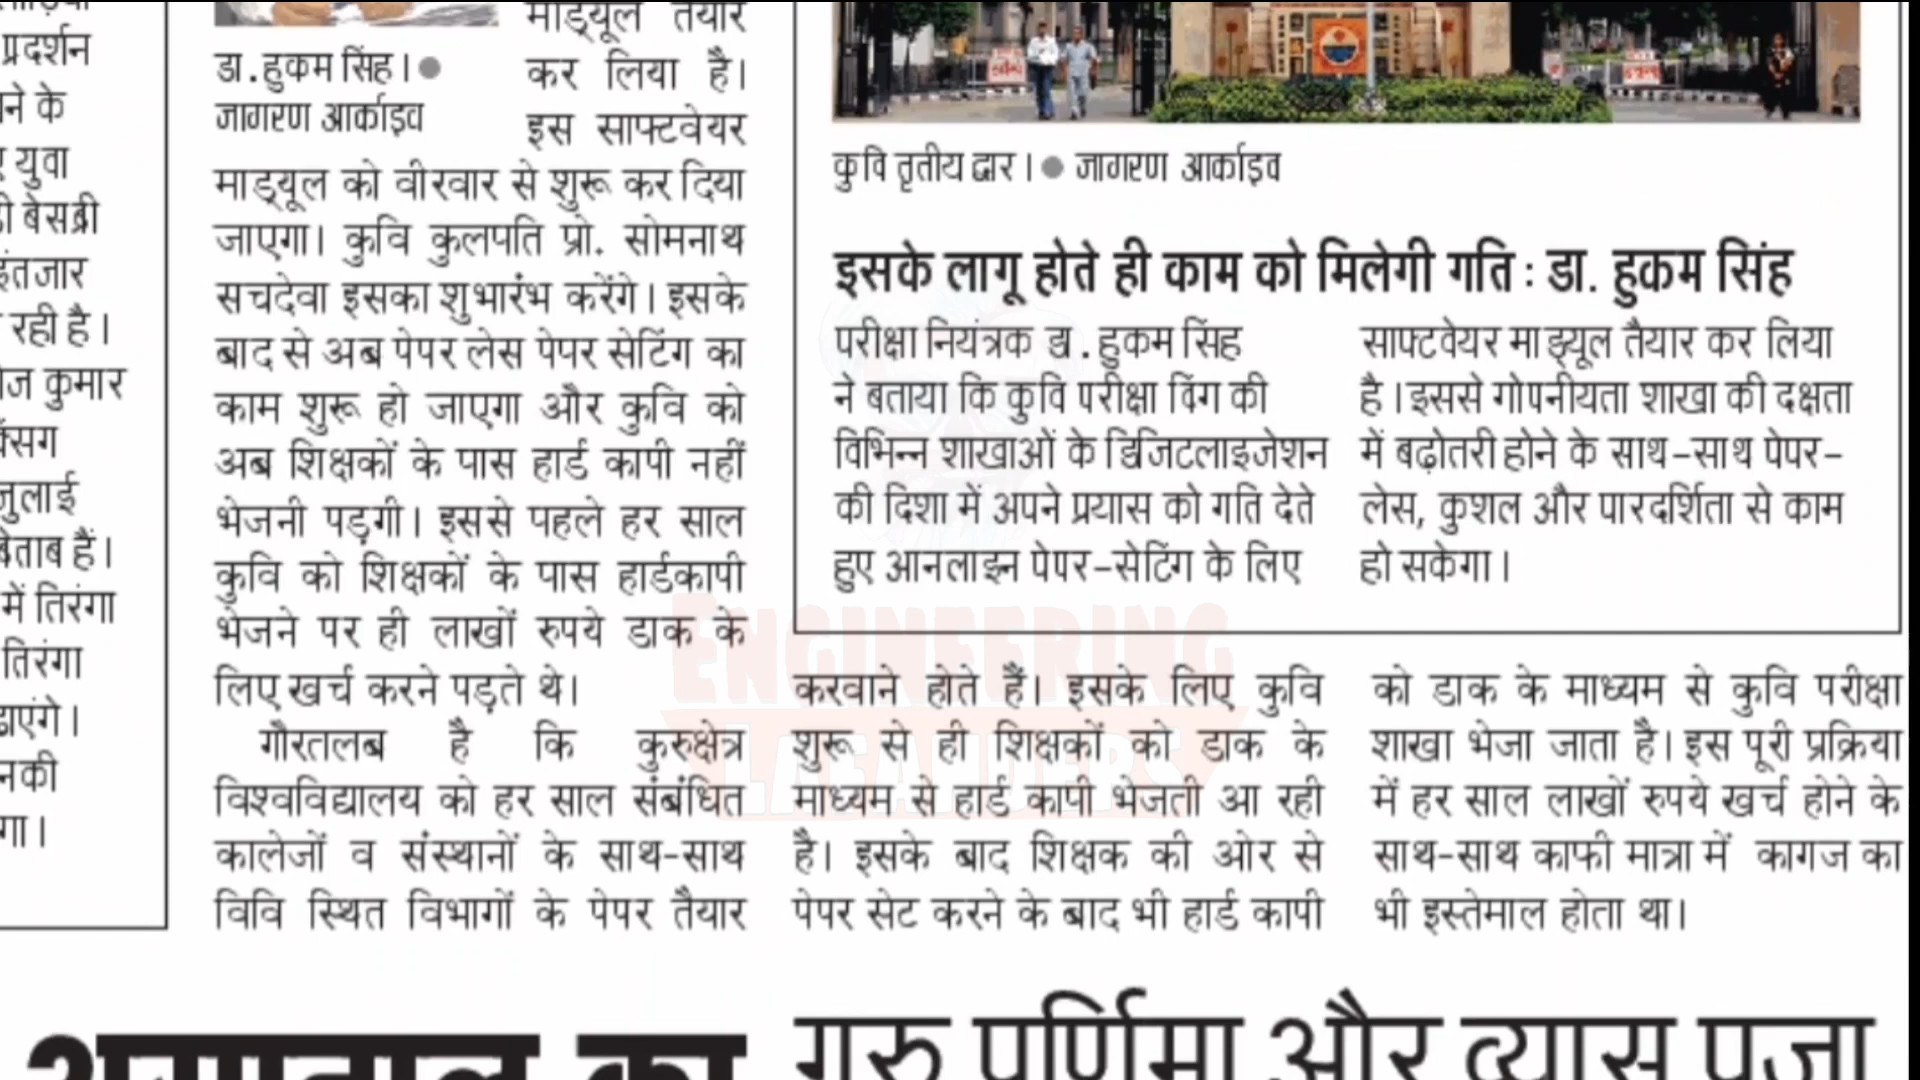 प्रदर्शन
ने के
युवा
बेसब्री
इंतजार
रही है।
कुमार
जुलाई
बेताब हैं।
में तिरंगा
तिरंगा
डा.हुकम सिंह। ●
जागरण आर्काइव
माड्यूल तैयार
कर लिया है।
इस साफ्टवेयर
माड्यूल को वीरवार से शुरू कर दिया
जाएगा। कुवि कुलपति प्रो. सोमनाथ
सचदेवा इसका शुभारंभ करेंगे। इसके
बाद से अब पेपर लेस पेपर सेटिंग का
काम शुरू हो जाएगा और कुवि को
अब शिक्षकों के पास हार्ड कापी नहीं
भेजनी पड़गी। इससे पहले हर साल
कुवि को शिक्षकों के पास हार्डकापी
भेजने पर ही लाखों रुपये डाक के
लिए खर्च करने पड़ते थे।
गौरतलब है कि कुरुक्षेत्र
विश्वविद्यालय को हर साल संबंधित
कालेजों व संस्थानों के साथ-साथ
विवि स्थित विभागों के पेपर तैयार
कुवि तृतीय द्वार। ● जागरण आर्काइव
इसके लागू होते ही काम को मिलेगी गति : डा. हुकम सिंह
परीक्षा नियंत्रक डा. हुकम सिंह
ने बताया कि कुवि परीक्षा विंग की
विभिन्न शाखाओं के डिजिटलाइजेशन
की दिशा में अपने प्रयास को गति देते
हुए आनलाइन पेपर-सेटिंग के लिए
साफ्टवेयर माड्यूल तैयार कर लिया
है। इससे गोपनीयता शाखा की दक्षता
में बढ़ोतरी होने के साथ-साथ पेपर-
लेस, कुशल और पारदर्शिता से काम
हो सकेगा।
करवाने होते हैं। इसके लिए कुवि
शुरू से ही शिक्षकों को डाक के
माध्यम से हार्ड कापी भेजती आ रही
है। इसके बाद शिक्षक की ओर से
पेपर सेट करने के बाद भी हार्ड कापी
को डाक के माध्यम से कुवि परीक्षा
शाखा भेजा जाता है। इस पूरी प्रक्रिया
में हर साल लाखों रुपये खर्च होने के
साथ-साथ काफी मात्रा में कागज का
भी इस्तेमाल होता था।
ENGINEERING
का
गुरु पूर्णिमा और व्यास पूजा